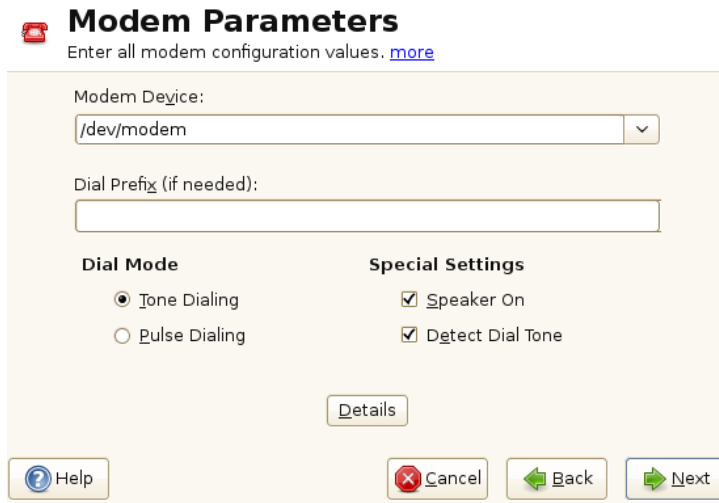 Modem Parameters
Enter all modem configuration values. more
Modem Device:
/dev/modem
Dial Prefix (if needed):
Dial Mode
Special Settings
Tone Dialing
Speaker On
Pulse Dialing
Detect Dial Tone
Details
Help
Cancel
Back
Next